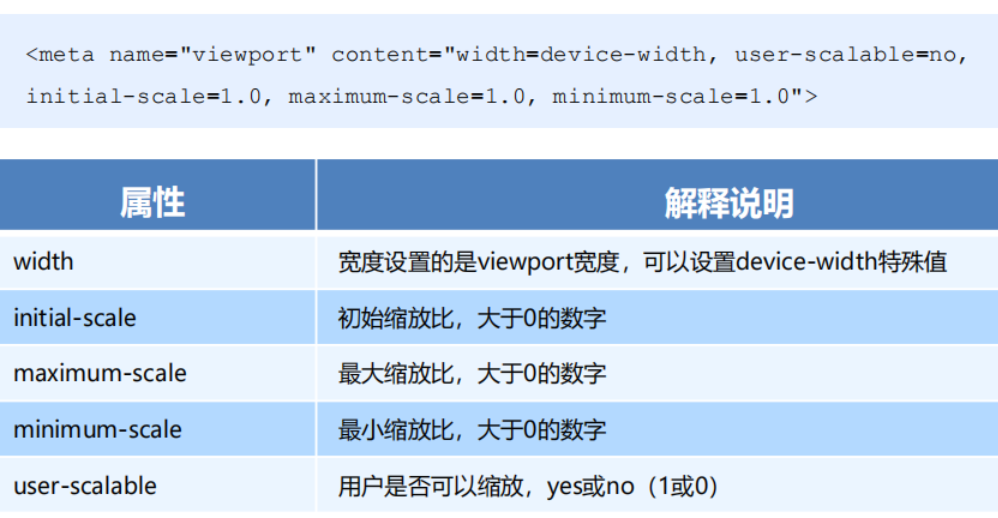 <meta name="viewport" content="width=device-width, user-scalable=no,
initial-scale=1.0, maximum-scale=1.0, minimum-scale=1.0">
属性 解释说明
width 宽度设置的是viewport宽度，可以设置device-width特殊值
initial-scale 初始缩放比，大于0的数字
maximum-scale 最大缩放比，大于0的数字
minimum-scale 最小缩放比，大于0的数字
user-scalable 用户是否可以缩放，yes或no（1或0）